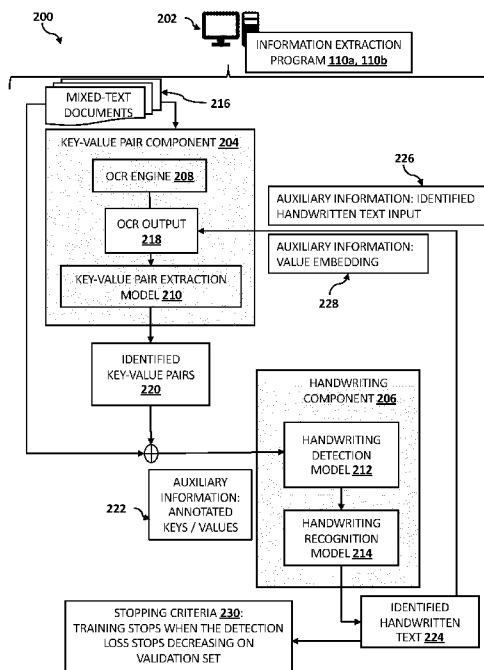 200
202
INFORMATION EXTRACTION
PROGRAM 110a, 110b
MIXED-TEXT
DOCUMENTS
216
KEY-VALUE PAIR COMPONENT 204
OCR ENGINE 208
226
AUXILIARY INFORMATION: IDENTIFIED
HANDWRITTEN TEXT INPUT
OCR OUTPUT
218
AUXILIARY INFORMATION:
VALUE EMBEDDING
KEY-VALUE PAIR EXTRACTION
MODEL 210
228
IDENTIFIED
KEY-VALUE PAIRS
220
HANDWRITING
COMPONENT 206
HANDWRITING
DETECTION MODEL
212
222
AUXILIARY
INFORMATION:
ANNOTATED
KEYS / VALUES
HANDWRITING
RECOGNITION
MODEL 214
STOPPING CRITERIA 230:
TRAINING STOPS WHEN THE DETECTION
LOSS STOPS DECREASING ON
VALIDATION SET
IDENTIFIED
HANDWRITTEN
TEXT 224